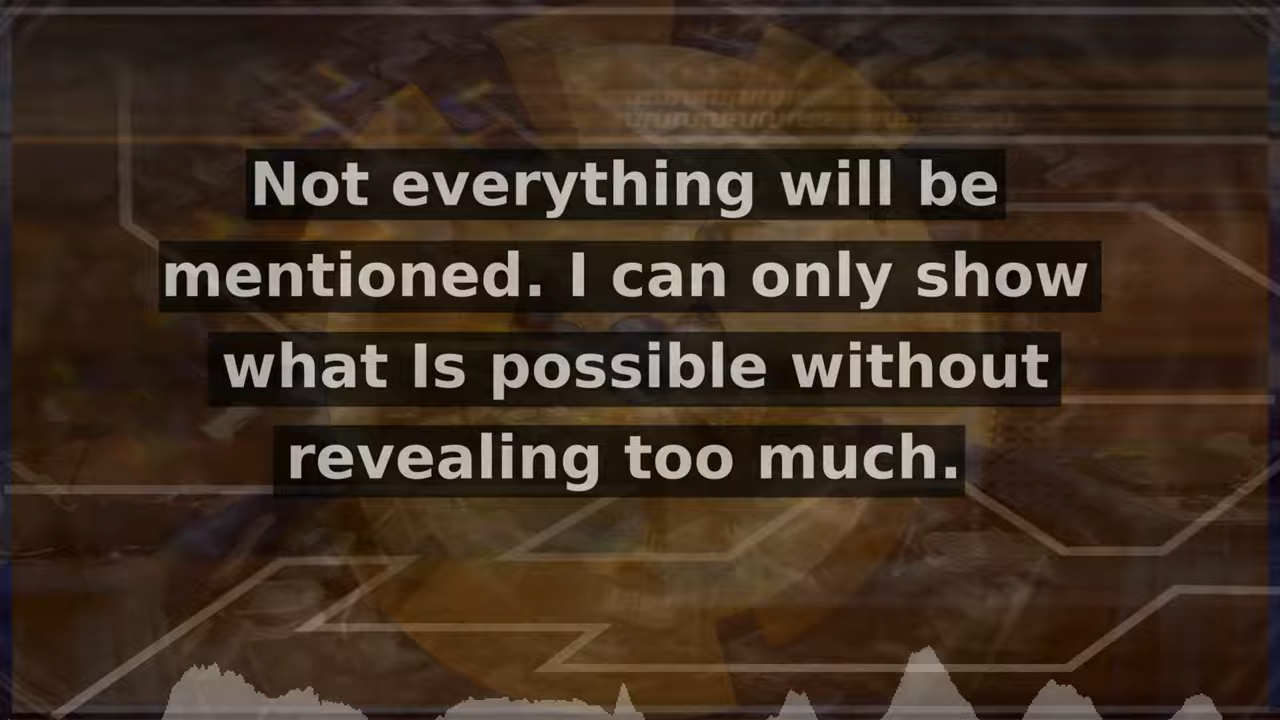 Not everything will be
mentioned. I can only show
what Is possible without
revealing too much.